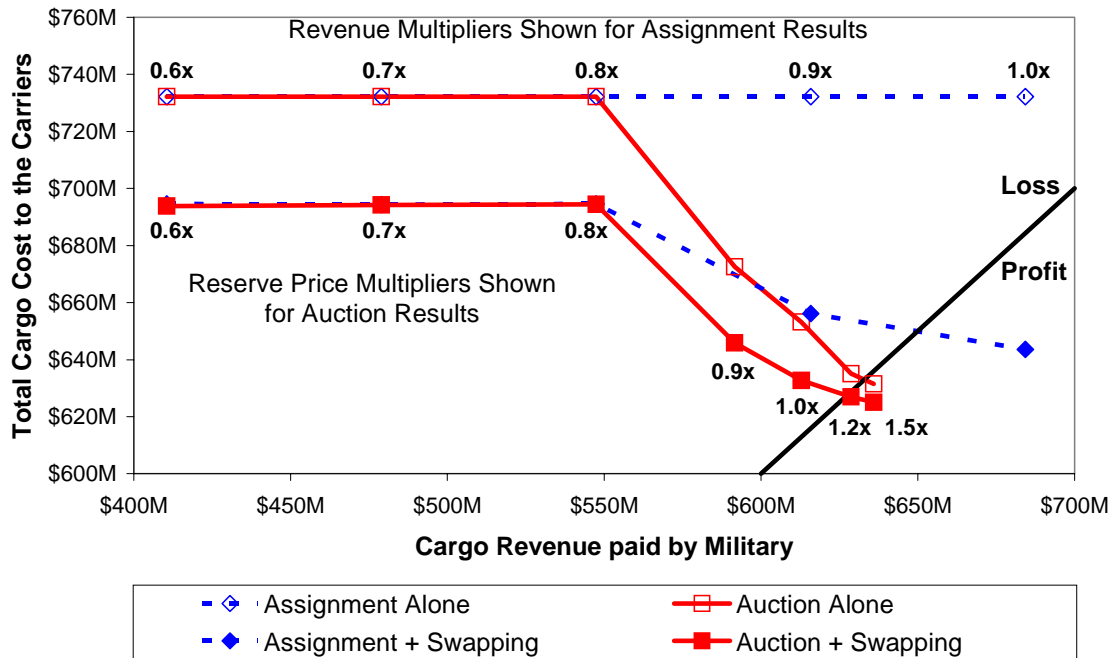 $760M
Revenue Multipliers Shown for Assignment Results
0.6x 0.7x 0.8x 0.9x 1.0x
$740M
$720M
$700M
Loss
$680M
0.6x 0.7x 0.8x
Profit
Reserve Price Multipliers Shown
for Auction Results
$660M
$640M
0.9x
1.0x
$620M
1.2x 1.5x
$600M
Total Cargo Cost to the Carriers
$400M $450M $500M $550M $600M $650M $700M
Cargo Revenue paid by Military
Assignment Alone Auction Alone
Assignment + Swapping Auction + Swapping